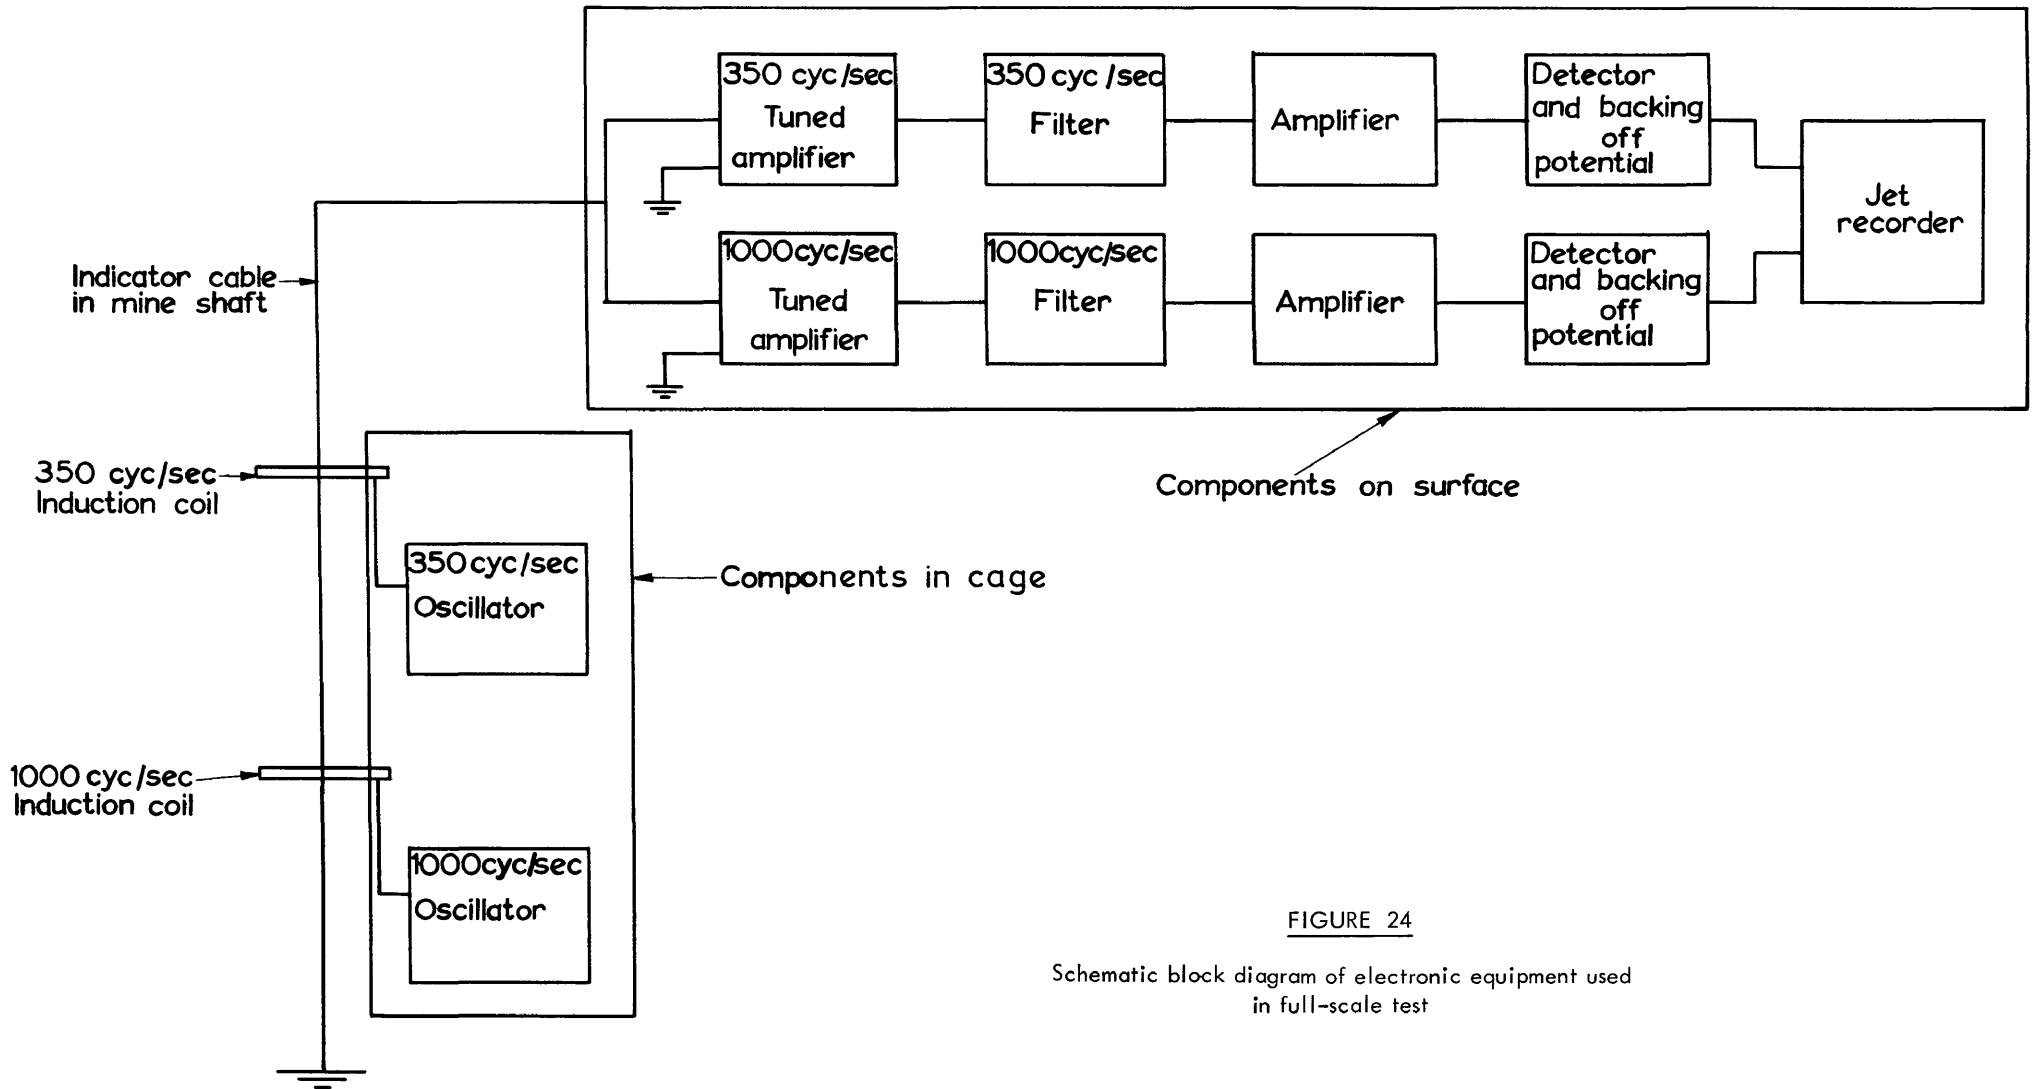 350 cyc/sec
Tuned
amplifier
350 cyc/sec
Filter
Amplifier
Detector
and backing
off
potential
Jet
recorder
1000cyc/sec
Tuned
amplifier
1000cyc/sec
Filter
Amplifier
Detector
and backing
off
potential
Indicator cable
in mine shaft
Components on surface
350 cyc/sec
Induction coil
350cyc/sec
Oscillator
Components in cage
1000 cyc/sec
Induction coil
1000cyc/sec
Oscillator
FIGURE 24
Schematic block diagram of electronic equipment used
in full-scale test